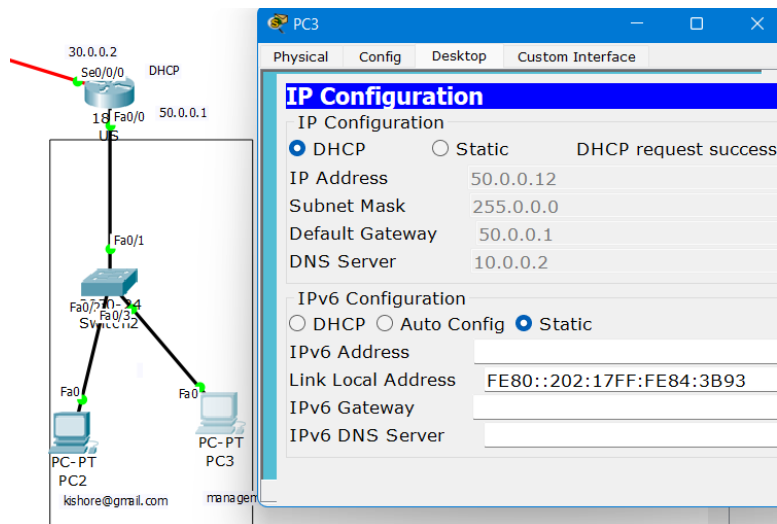 PC3
Physical Config Desktop Custom Interface
IP Configuration
IP Configuration
DHCP Static DHCP request success
IP Address 50.0.0.12
Subnet Mask 255.0.0.0
Default Gateway 50.0.0.1
DNS Server 10.0.0.2
IPv6 Configuration
DHCP Auto Config Static
IPv6 Address
Link Local Address FE80::202:17FF:FE84:3B93
IPv6 Gateway
IPv6 DNS Server
30.0.0.2
Se0/0/0 DHCP
18 Fa0/0 50.0.0.1
US
Fa0/1
Fa0/3
Switch2
Fa0 Fa0
PC-PT
PC2
PC-PT
PC3
kishore@gmail.com managem